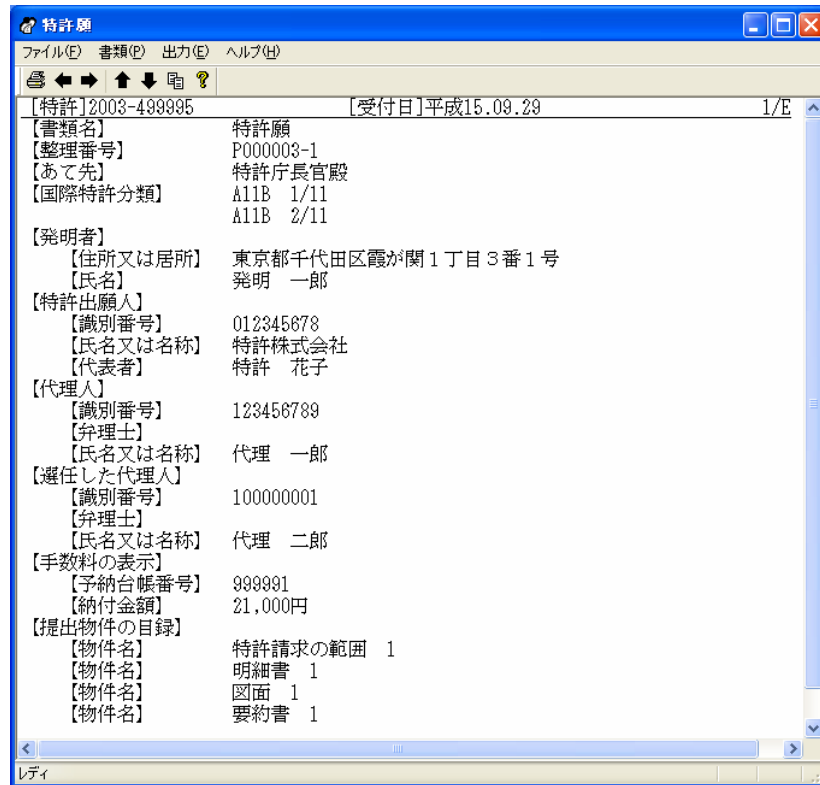 特許願
ファイル(F) 書類(P) 出力(E) ヘルプ(H)
[特許]2003-499995 [受付日]平成15.09.29 1/E
【書類名】 特許願
【整理番号】 P000003-1
【あて先】 特許庁長官殿
【国際特許分類】 A11B 1/11
A11B 2/11
【発明者】
【住所又は居所】 東京都千代田区霞が関1丁目3番1号
【氏名】 発明 一郎
【特許出願人】
【識別番号】 012345678
【氏名又は名称】 特許株式会社
【代表者】 特許 花子
【代理人】
【識別番号】 123456789
【弁理士】
【氏名又は名称】 代理 一郎
【選任した代理人】
【識別番号】 100000001
【弁理士】
【氏名又は名称】 代理 二郎
【手数料の表示】
【予納台帳番号】 999991
【納付金額】 21,000円
【提出物件の目録】
【物件名】 特許請求の範囲 1
【物件名】 明細書 1
【物件名】 図面 1
【物件名】 要約書 1
レディ